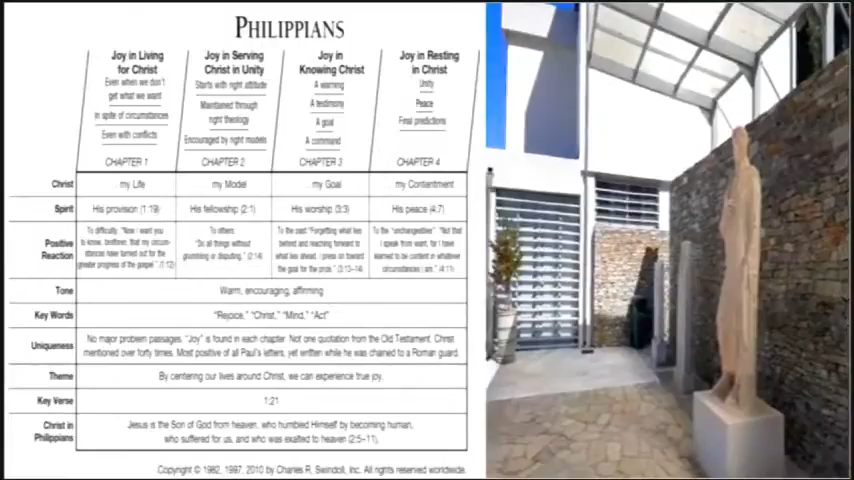 PHILIPPIANS
Joy in Living
for Christ
Even when we don't
get what we want
In spite of circumstances
Even with conflicts
CHAPTER 1
Joy in Serving
Christ in Unity
Starts with right attitude
Maintained through
right theology
Encouraged by right models
CHAPTER 2
Joy in
Knowing Christ
A warning
A testimony
A goal
A command
CHAPTER 3
Joy in Resting
in Christ
Unity
Peace
Final predictions
CHAPTER 4
Christ
... my Life
... my Model
... my Goal
my Contentment
Spirit
His provision (1:19)
His fellowship (2:1)
His worship (3:3)
His peace (4:7)
Positive
Reaction
To difficulty, "Now I want you
to know, brethren, that my circum-
stances have turned out for the
greater progress of the gospel." (1:12)
To others:
"Do all things without
grumbling or disputing." (2:14)
To the past "Forgetting what lies
behind and reaching forward to
what lies ahead, I press on toward
the goal for the prize." (3:13–14)
To the "unchangeables" "Not that
I speak from want, for I have
learned to be content in whatever
circumstances I am." (4:11)
Tone
Warm, encouraging, affirming
Key Words
"Rejoice," "Christ," "Mind," "Act"
Uniqueness
No major problem passages. "Joy" is found in each chapter. Not one quotation from the Old Testament. Christ
mentioned over forty times. Most positive of all Paul's letters, yet written while he was chained to a Roman guard.
Theme
By centering our lives around Christ, we can experience true joy.
Key Verse
1:21
Christ in
Philippians
Jesus is the Son of God from heaven, who humbled Himself by becoming human,
who suffered for us, and who was exalted to heaven (2:5–11).
Copyright © 1982, 1997, 2010 by Charles R. Swindoll, Inc. All rights reserved worldwide.